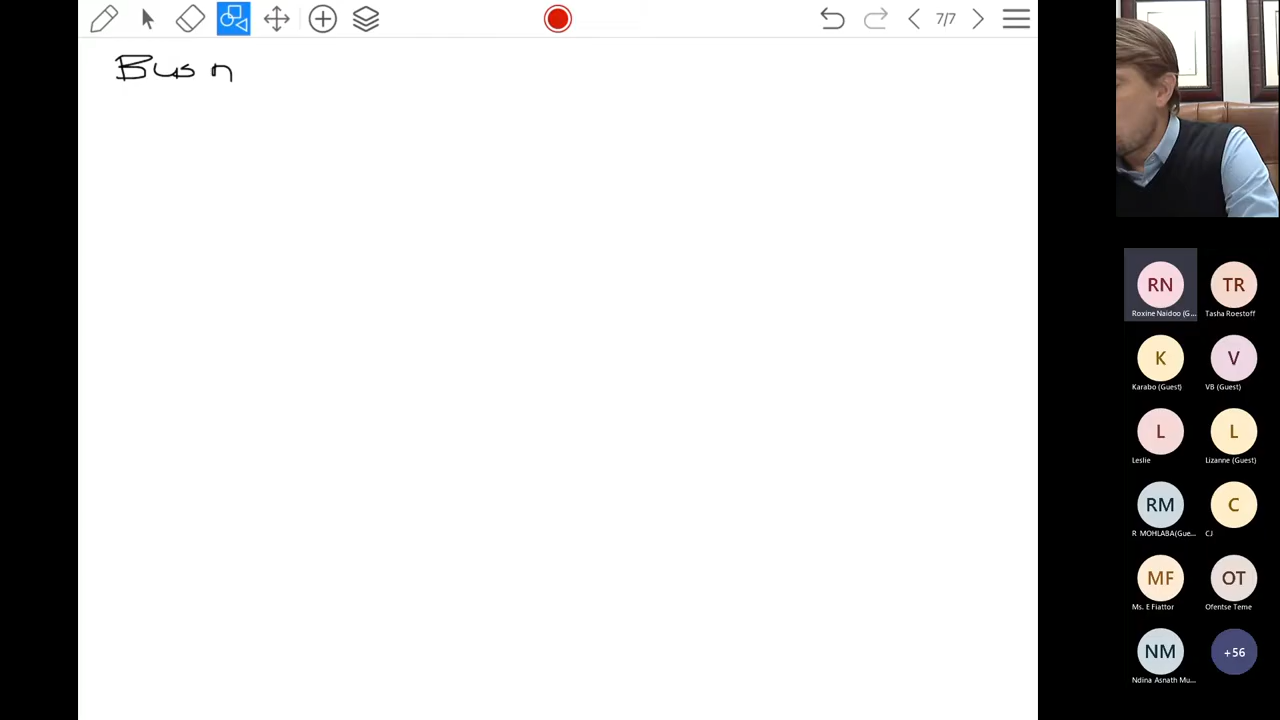 7/7
Bus n
RN
TR
Roxine Naidoo (G...
Tasha Roestoff
K
V
Karabo (Guest)
VB (Guest)
L
L
Leslie
Lizanne (Guest)
RM
C
R MOHLABA(Gue...
CJ
MF
OT
Ms. E Fiattor
Ofentse Teme
NM
+56
Ndina Asnath Mu...